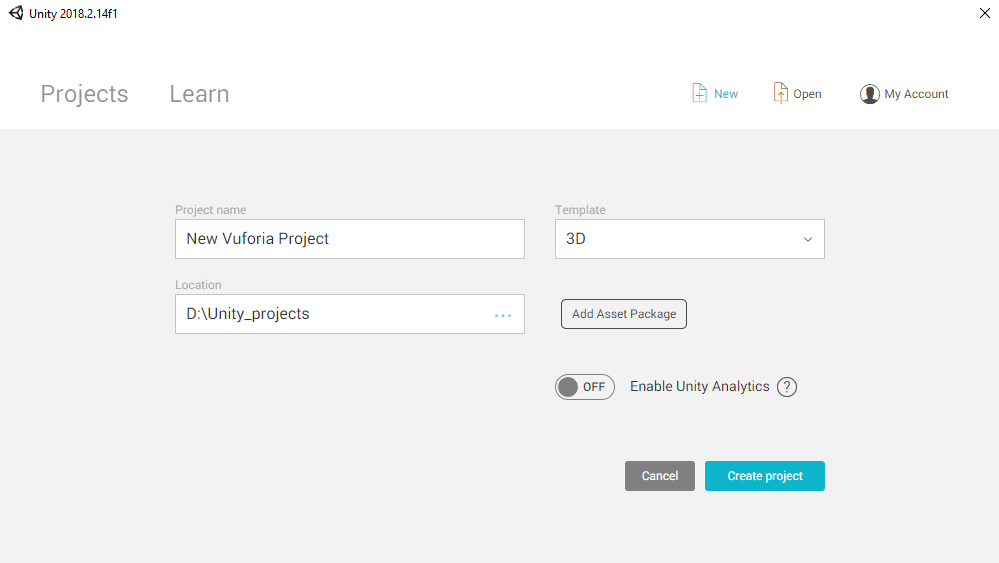 Unity 2018.2.14f1
Projects
Learn
New
Open
My Account
Project name
New Vuforia Project
Template
3D
Location
D:\Unity_projects
...
Add Asset Package
OFF
Enable Unity Analytics ?
Cancel
Create project